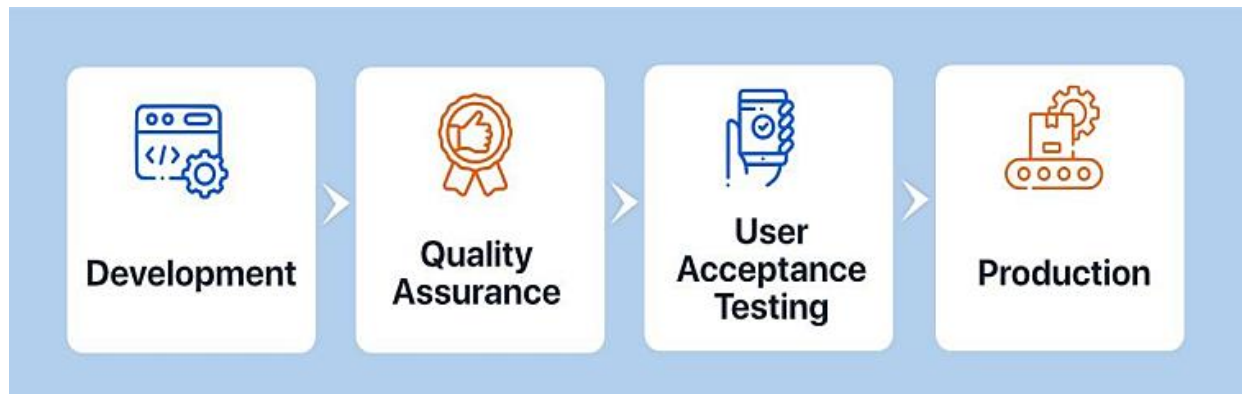 Development
Quality
Assurance
User
Acceptance
Testing
Production